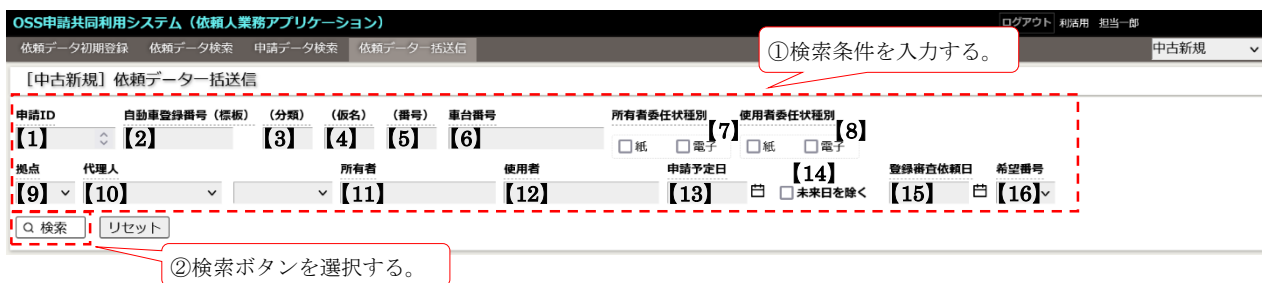 OSS申請共同利用システム（依頼人業務アプリケーション） ログアウト 利活用 担当一郎
依頼データ初期登録 依頼データ検索 申請データ検索 依頼データ一括送信 中古新規
①検索条件を入力する。
［中古新規］依頼データ一括送信
申請ID 自動車登録番号（標板） （分類） （仮名） （番号） 車台番号 所有者委任状種別 使用者委任状種別
【1】 【2】 【3】 【4】 【5】 【6】 □紙 □電子 【7】 □紙 □電子 【8】
拠点 代理人 所有者 使用者 申請予定日 【14】 登録審査依頼日 希望番号
【9】 【10】 【11】 【12】 【13】 □未来日を除く 【15】 【16】
検索 リセット
②検索ボタンを選択する。